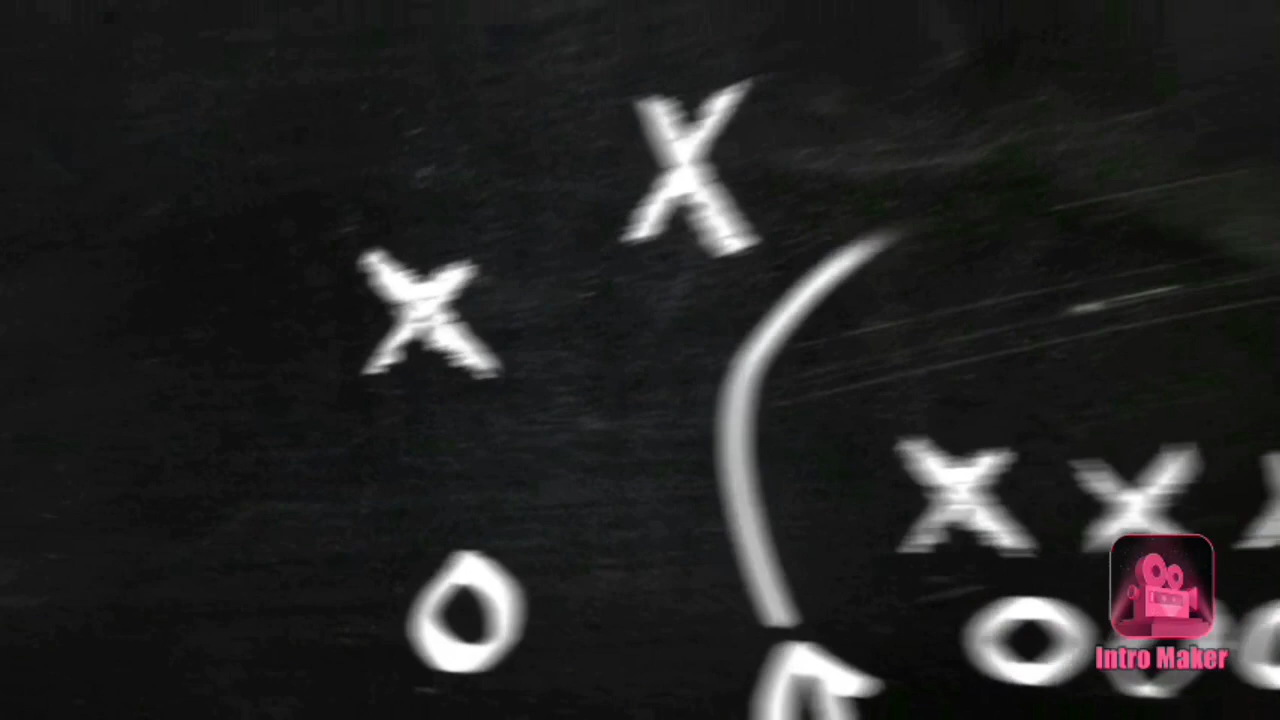 X
X
X X
O O
Intro Maker